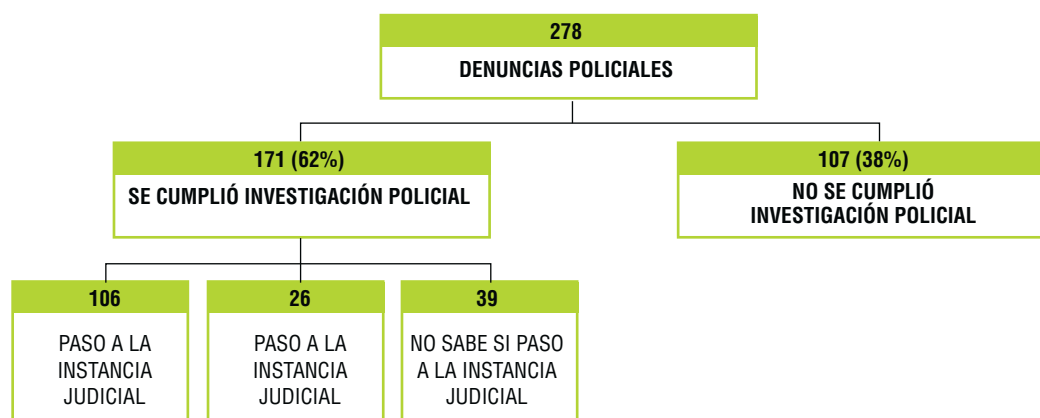 278
DENUNCIAS POLICIALES
171 (62%)
SE CUMPLIÓ INVESTIGACIÓN POLICIAL
107 (38%)
NO SE CUMPLIÓ
INVESTIGACIÓN POLICIAL
106
PASO A LA
INSTANCIA
JUDICIAL
26
PASO A LA
INSTANCIA
JUDICIAL
39
NO SABE SI PASO
A LA INSTANCIA
JUDICIAL